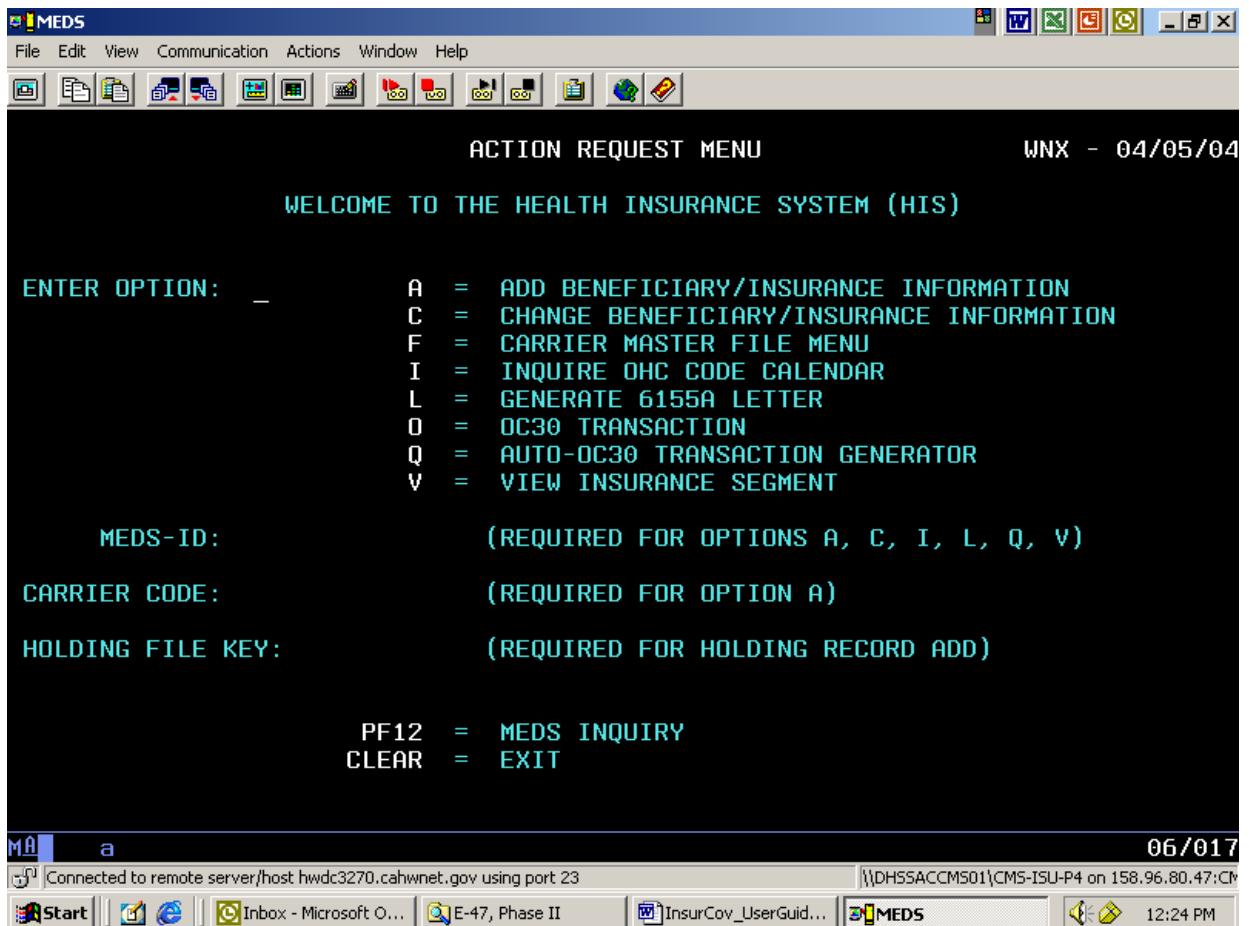 MEDS
File Edit View Communication Actions Window Help
ACTION REQUEST MENU WNX - 04/05/04
WELCOME TO THE HEALTH INSURANCE SYSTEM (HIS)
ENTER OPTION: _ A = ADD BENEFICIARY/INSURANCE INFORMATION
C = CHANGE BENEFICIARY/INSURANCE INFORMATION
F = CARRIER MASTER FILE MENU
I = INQUIRE OHC CODE CALENDAR
L = GENERATE 6155A LETTER
O = OC30 TRANSACTION
Q = AUTO-OC30 TRANSACTION GENERATOR
V = VIEW INSURANCE SEGMENT
MEDS-ID: (REQUIRED FOR OPTIONS A, C, I, L, Q, V)
CARRIER CODE: (REQUIRED FOR OPTION A)
HOLDING FILE KEY: (REQUIRED FOR HOLDING RECORD ADD)
PF12 = MEDS INQUIRY
CLEAR = EXIT
MA a 06/017
Connected to remote server/host hwdc3270.cahwnet.gov using port 23 \\DHSSACCMS01\CMS-ISU-P4 on 158.96.80.47:CM
Start Inbox - Microsoft O... E-47, Phase II InsurCov_UserGuid... MEDS 12:24 PM